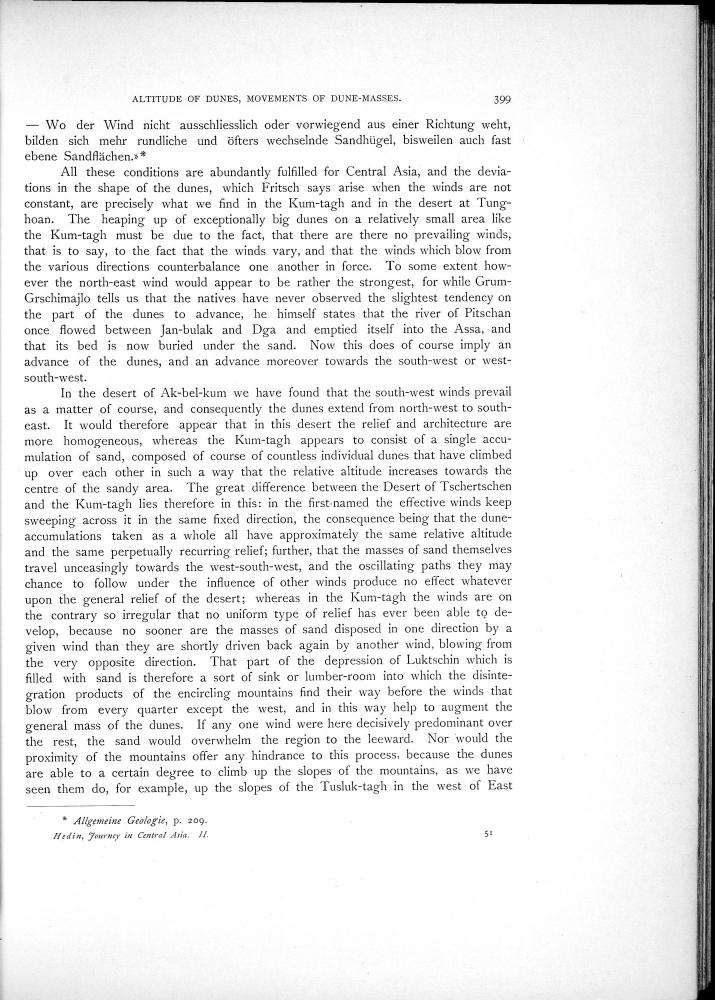 ALTITUDE OF DUNES, MOVEMENTS OF DUNE-MASSES. 399
— Wo der Wind nicht ausschliesslich oder vorwiegend aus einer Richtung weht,
bilden sich mehr rundliche und öfters wechselnde Sandhügel, bisweilen auch fast
ebene Sandflächen.»*
All these conditions are abundantly fulfilled for Central Asia, and the devia-
tions in the shape of the dunes, which Fritsch says arise when the winds are not
constant, are precisely what we find in the Kum-tagh and in the desert at Tung-
hoan. The heaping up of exceptionally big dunes on a relatively small area like
the Kum-tagh must be due to the fact, that there are there no prevailing winds,
that is to say, to the fact that the winds vary, and that the winds which blow from
the various directions counterbalance one another in force. To some extent how-
ever the north-east wind would appear to be rather the strongest, for while Grum-
Grschimajlo tells us that the natives have never observed the slightest tendency on
the part of the dunes to advance, he himself states that the river of Pitschan
once flowed between Jan-bulak and Dga and emptied itself into the Assa, and
that its bed is now buried under the sand. Now this does of course imply an
advance of the dunes, and an advance moreover towards the south-west or west-
south-west.
In the desert of Ak-bel-kum we have found that the south-west winds prevail
as a matter of course, and consequently the dunes extend from north-west to south-
east. It would therefore appear that in this desert the relief and architecture are
more homogeneous, whereas the Kum-tagh appears to consist of a single accu-
mulation of sand, composed of course of countless individual dunes that have climbed
up over each other in such a way that the relative altitude increases towards the
centre of the sandy area. The great difference between the Desert of Tschertschen
and the Kum-tagh lies therefore in this: in the first-named the effective winds keep
sweeping across it in the same fixed direction, the consequence being that the dune-
accumulations taken as a whole all have approximately the same relative altitude
and the same perpetually recurring relief; further, that the masses of sand themselves
travel unceasingly towards the west-south-west, and the oscillating paths they may
chance to follow under the influence of other winds produce no effect whatever
upon the general relief of the desert; whereas in the Kum-tagh the winds are on
the contrary so irregular that no uniform type of relief has ever been able to de-
velop, because no sooner are the masses of sand disposed in one direction by a
given wind than they are shortly driven back again by another wind, blowing from
the very opposite direction. That part of the depression of Luktschin which is
filled with sand is therefore a sort of sink or lumber-room into which the disinte-
gration products of the encircling mountains find their way before the winds that
blow from every quarter except the west, and in this way help to augment the
general mass of the dunes. If any one wind were here decisively predominant over
the rest, the sand would overwhelm the region to the leeward. Nor would the
proximity of the mountains offer any hindrance to this process, because the dunes
are able to a certain degree to climb up the slopes of the mountains, as we have
seen them do, for example, up the slopes of the Tusluk-tagh in the west of East
* Allgemeine Geologie, p. 209.
Hedin, Journey in Central Asia. II. 51